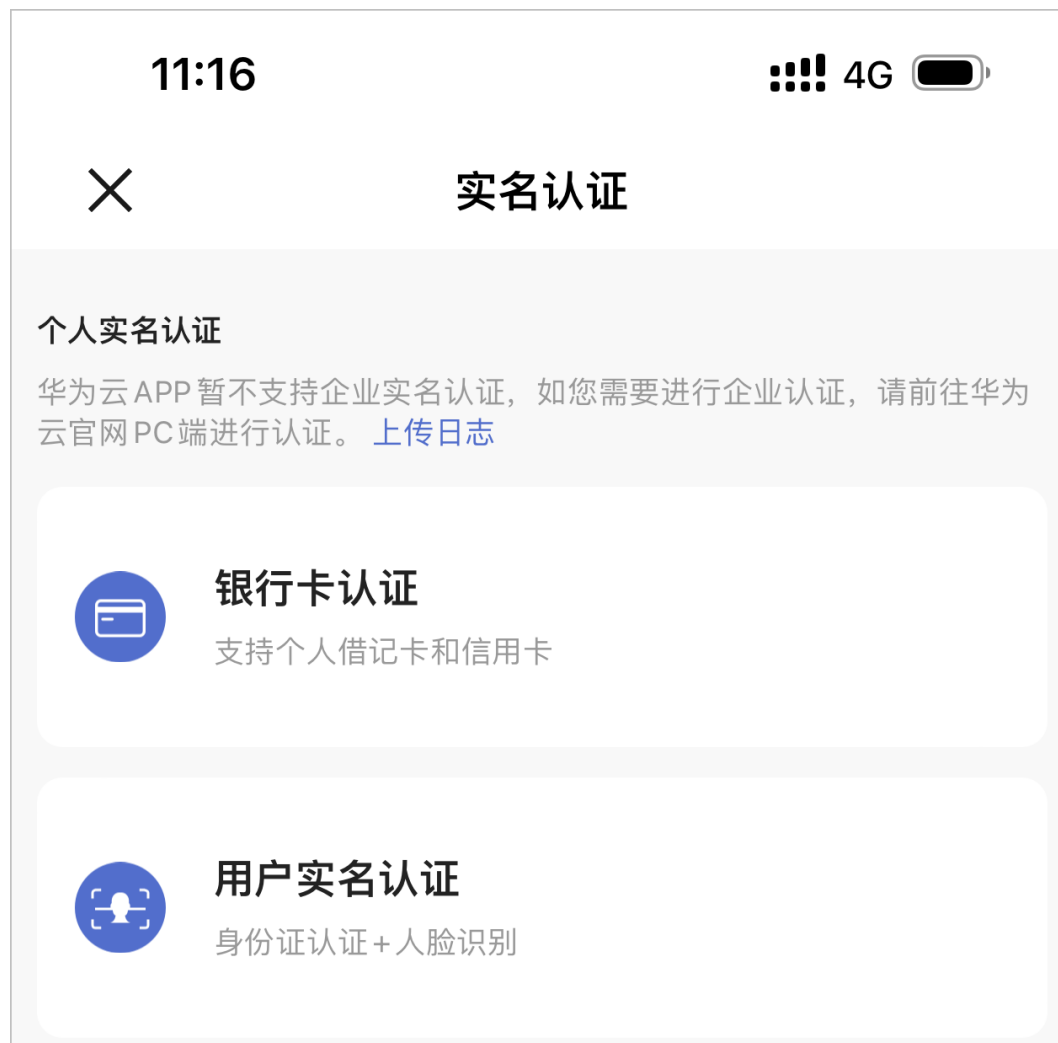 11:16
4G
实名认证
个人实名认证
华为云APP暂不支持企业实名认证，如您需要进行企业认证，请前往华为
云官网PC端进行认证。 上传日志
银行卡认证
支持个人借记卡和信用卡
用户实名认证
身份证认证+人脸识别